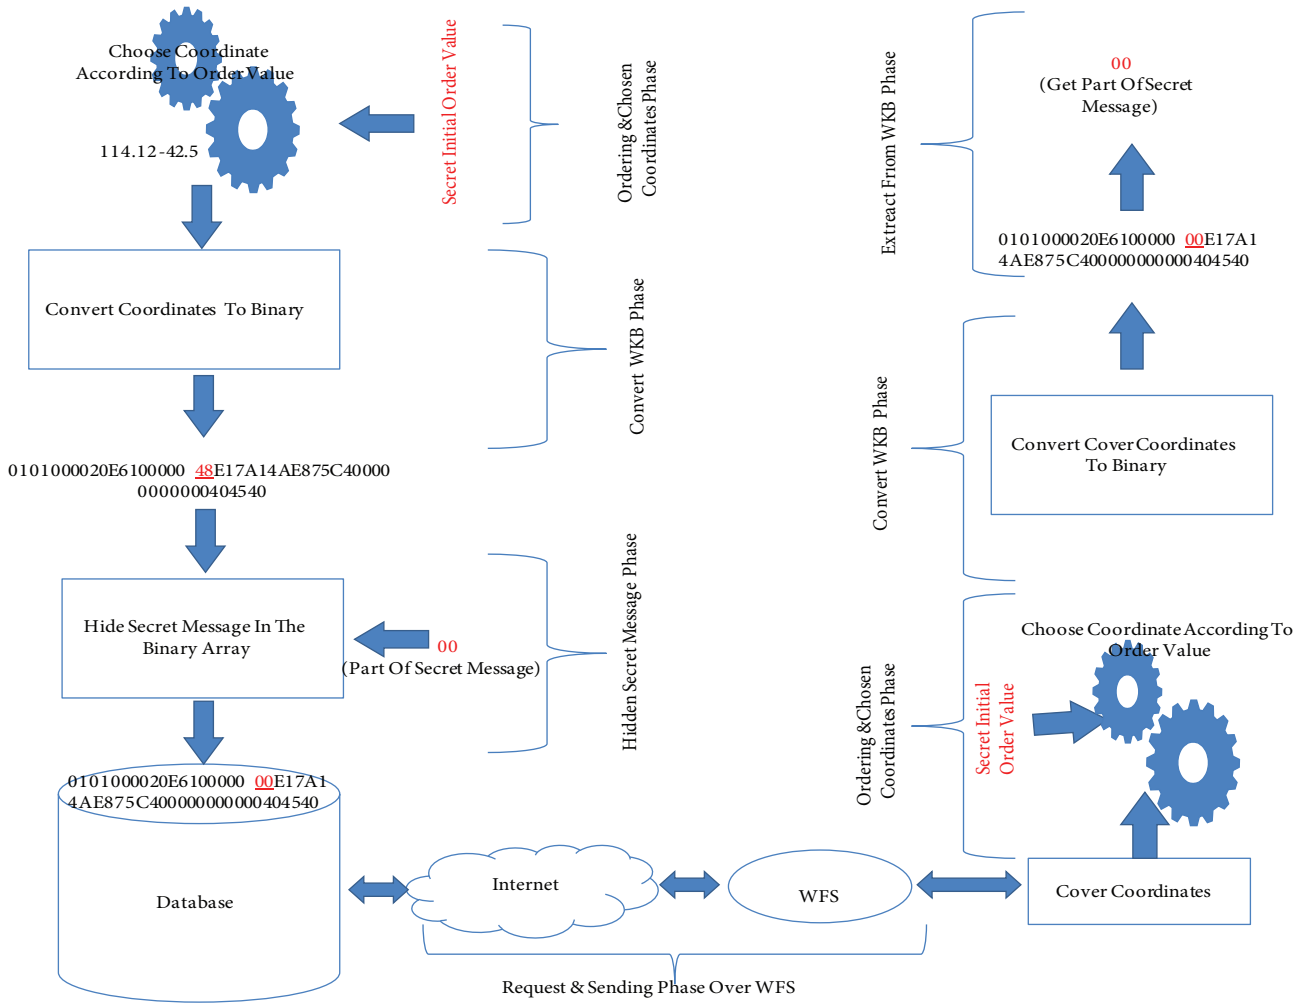 Choose Coordinate
According To Order Value
114.12-42.5
Secret Initial Order Value
Ordering &Chosen
Coordinates Phase
Convert Coordinates To Binary
Convert WKB Phase
0101000020E6100000 48E17A14AE875C40000
0000000404540
Hide Secret Message In The
Binary Array
00
(Part Of Secret Message)
Hidden Secret Message Phase
0101000020E6100000 00E17A1
4AE875C400000000000404540
Database
Internet
WFS
Request & Sending Phase Over WFS
Cover Coordinates
Choose Coordinate According To
Order Value
Secret Initial
Order Value
Ordering &Chosen
Coordinates Phase
Convert Cover Coordinates
To Binary
Convert WKB Phase
0101000020E6100000 00E17A1
4AE875C400000000000404540
00
(Get Part Of Secret
Message)
Extreact Friom WKB Phase